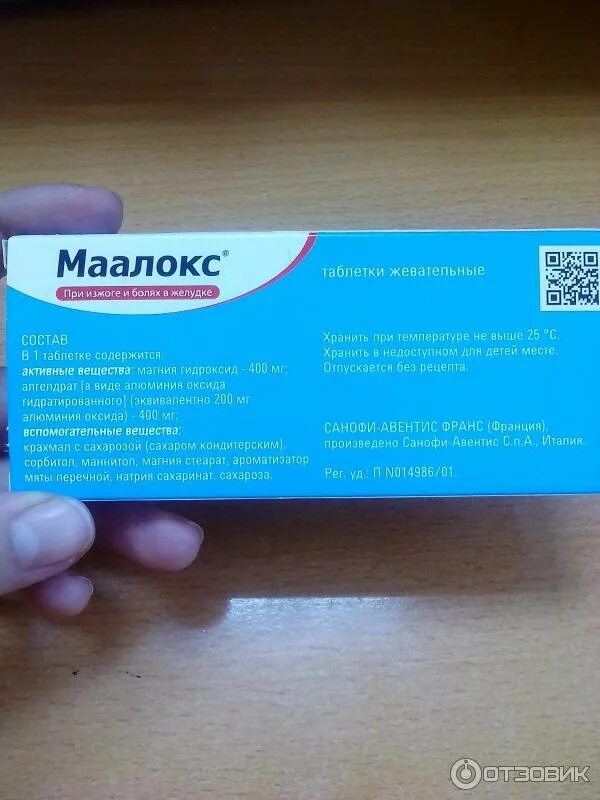 Маалокс®
При изжоге и болях в желудке
таблетки жевательные
СОСТАВ
В 1 таблетке содержится:
активные вещества: магния гидроксид - 400 мг;
алгелдрат [в виде алюминия оксида
гидратированного] (эквивалентно 200 мг
алюминия оксида) - 400 мг;
вспомогательные вещества:
крахмал с сахарозой (сахаром кондитерским),
сорбитол, маннитол, магния стеарат, ароматизатор
мяты перечной, натрия сахаринат, сахароза.
Хранить при температуре не выше 25 °С.
Хранить в недоступном для детей месте.
Отпускается без рецепта.
САНОФИ-АВЕНТИС ФРАНС (Франция),
произведено Санофи-Авентис С.п.А., Италия.
Рег. уд.: П N014986/01.
ОТЗОВИК